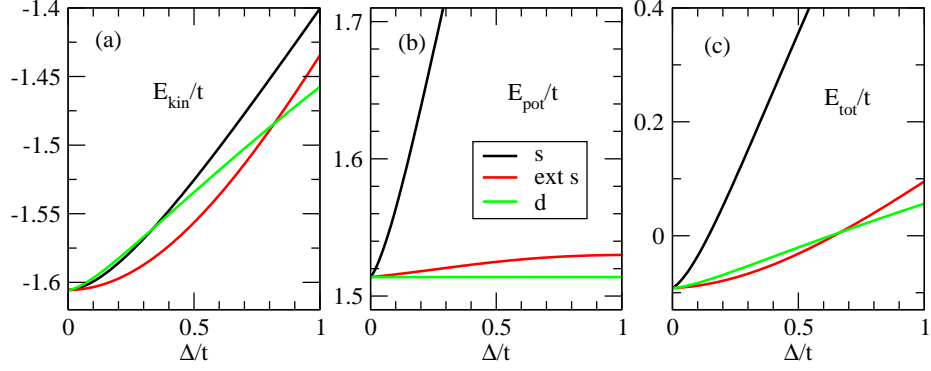 -1.4
-1.45
-1.5
-1.55
-1.6
(a)
E_kin/t
0
0.5
1
Δ/t
1.7
1.6
1.5
(b)
E_pot/t
s
ext s
d
0
0.5
1
Δ/t
0.4
0.2
0
(c)
E_tot/t
0
0.5
1
Δ/t